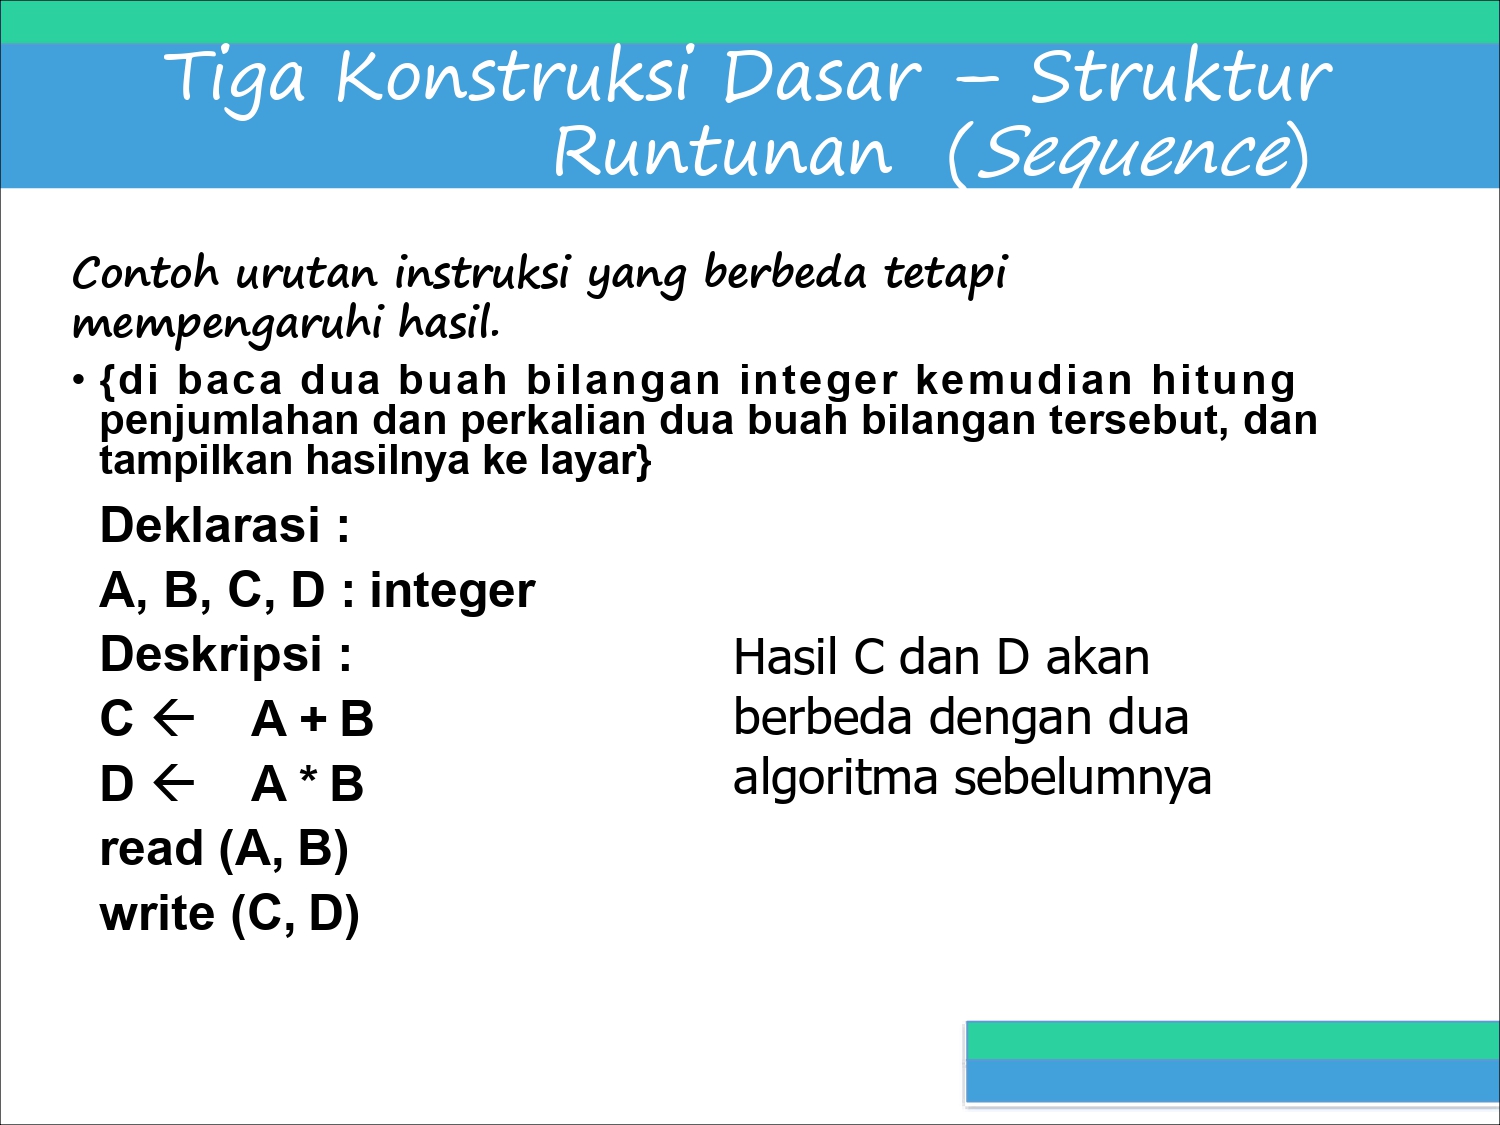 Tiga Konstruksi Dasar – Struktur
Runtunan (Sequence)
Contoh urutan instruksi yang berbeda tetapi
mempengaruhi hasil.
• {di baca dua buah bilangan integer kemudian hitung
penjumlahan dan perkalian dua buah bilangan tersebut, dan
tampilkan hasilnya ke layar}
Deklarasi :
A, B, C, D : integer
Deskripsi :
C ← A + B
D ← A * B
read (A, B)
write (C, D)
Hasil C dan D akan
berbeda dengan dua
algoritma sebelumnya